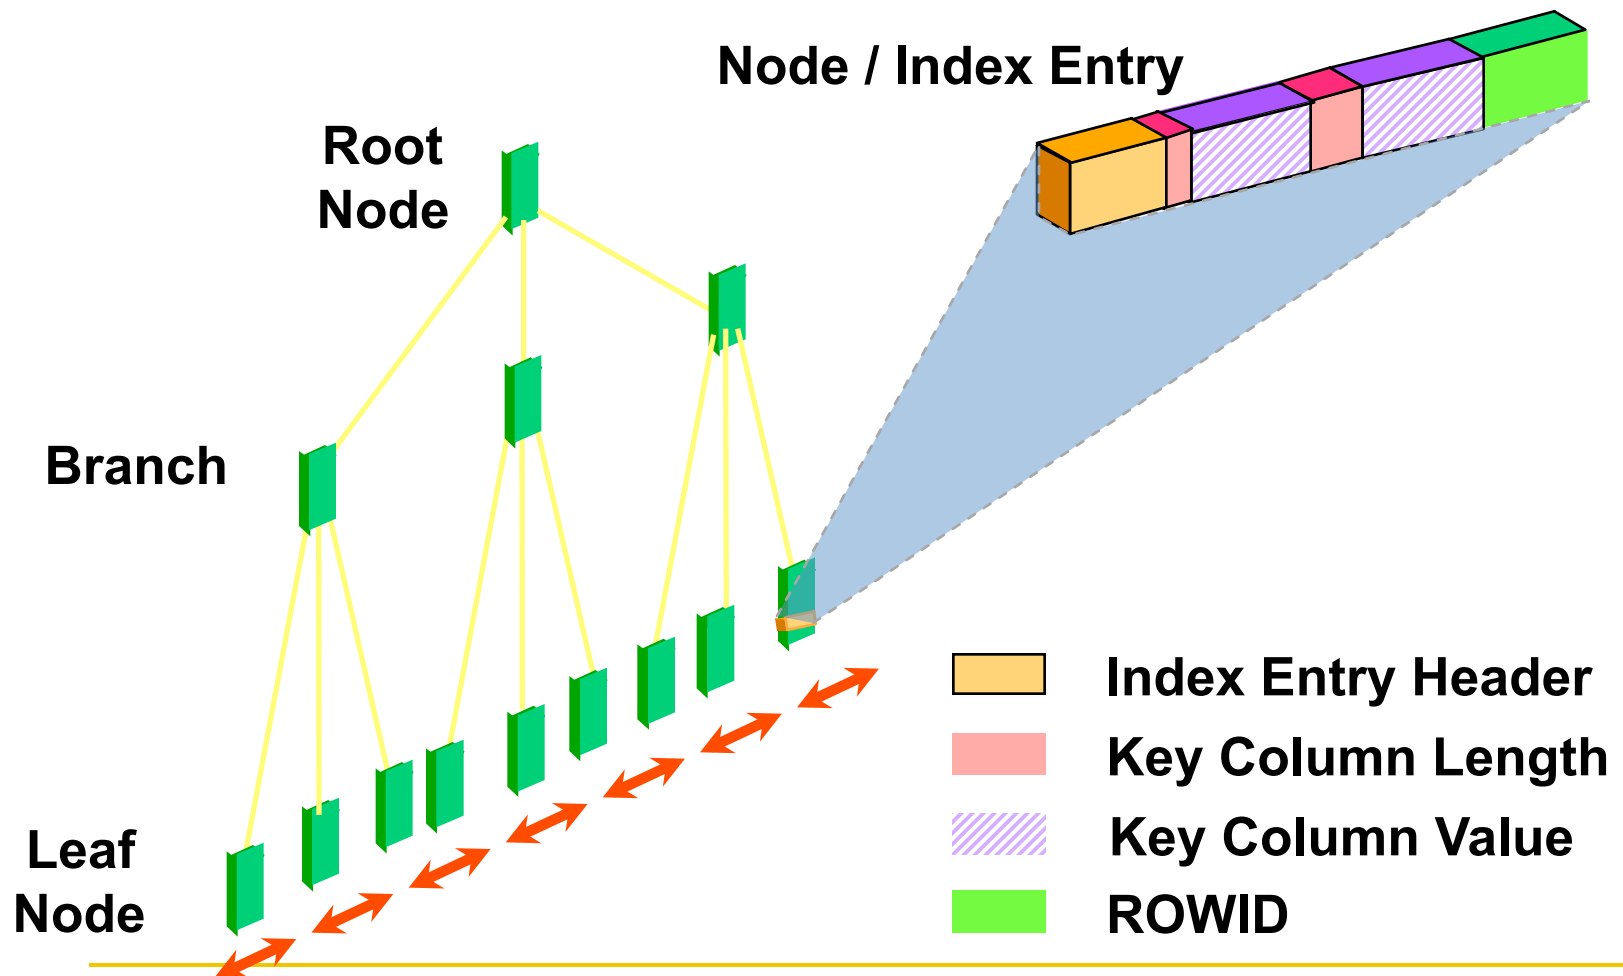 Node / Index Entry
Root
Node
Branch
Leaf
Node
Index Entry Header
Key Column Length
Key Column Value
ROWID